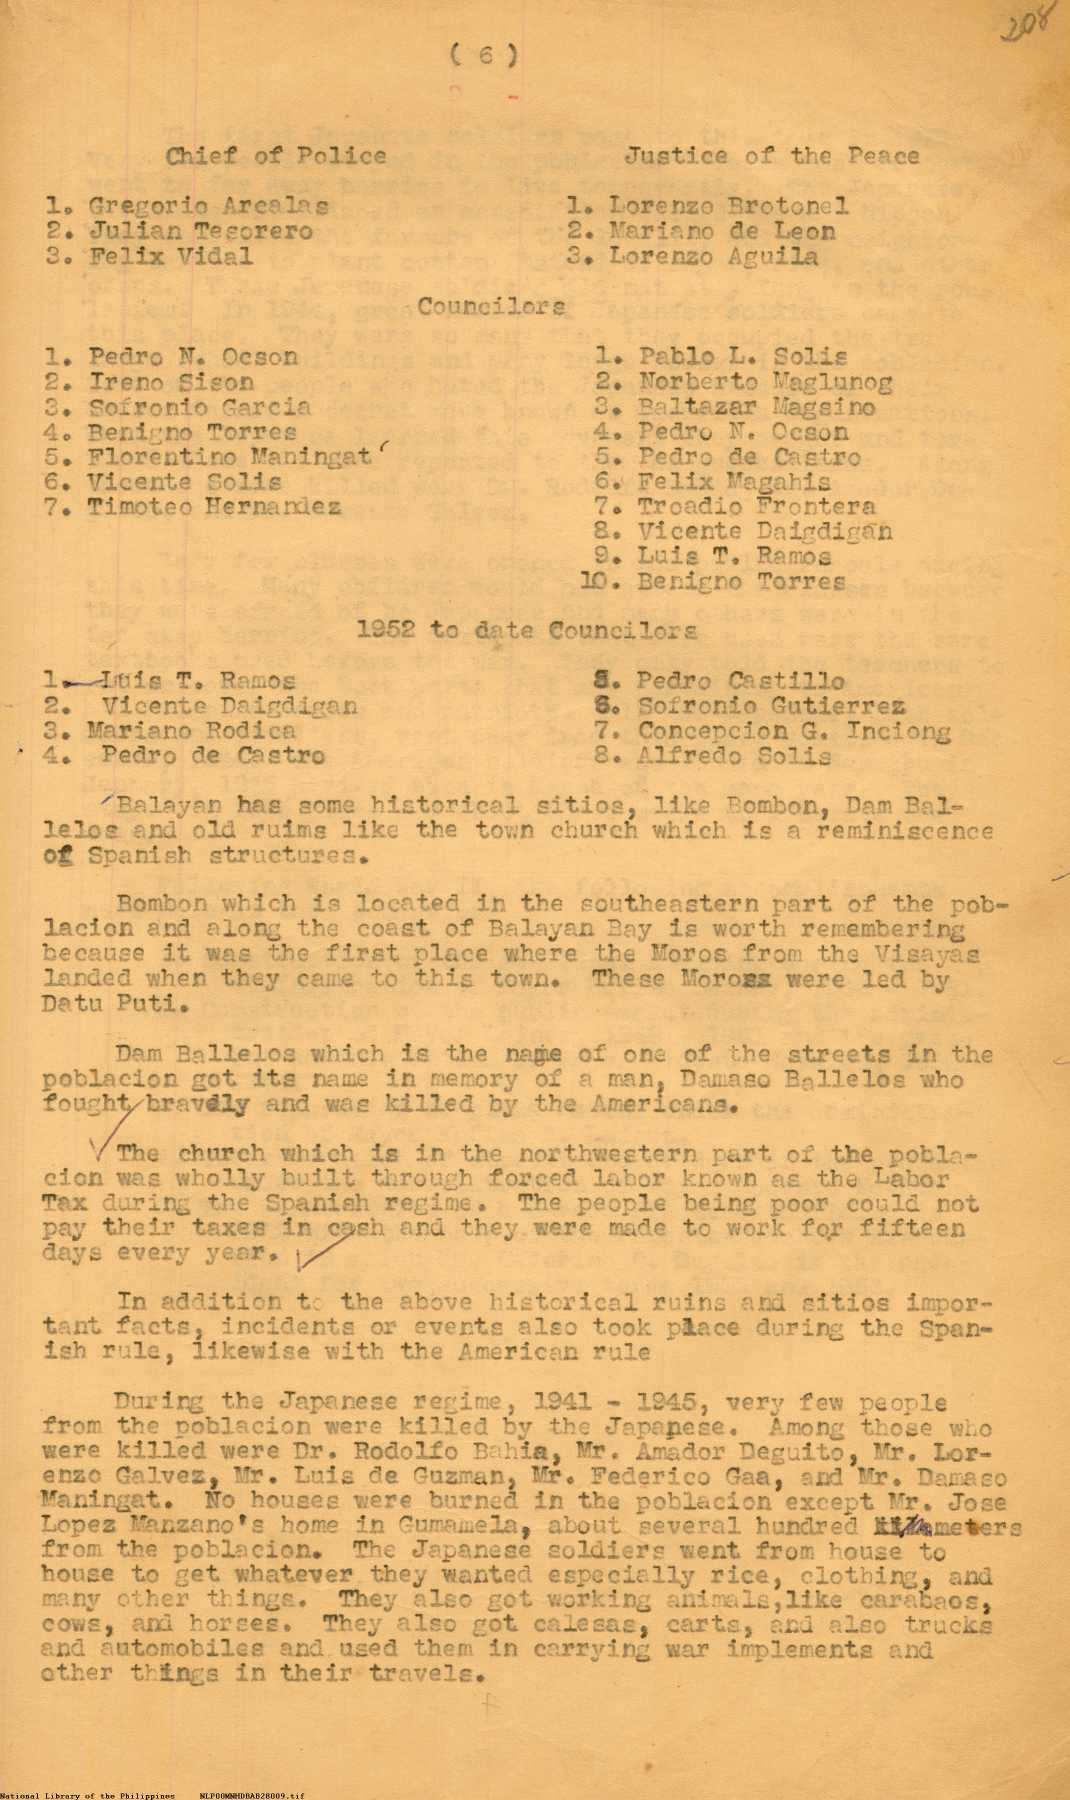 208
( 6 )
Chief of Police
1. Gregorio Arcalas
2. Julian Tesorero
3. Felix Vidal
Justice of the Peace
1. Lorenzo Brotonel
2. Mariano de Leon
3. Lorenzo Aguila
Councilors
1. Pedro N. Ocson
2. Ireno Sison
3. Sofronio Garcia
4. Benigno Torres
5. Florentino Maningat
6. Vicente Solis
7. Timoteo Hernandez
1. Pablo L. Solis
2. Norberto Maglunog
3. Baltazar Magsino
4. Pedro N. Ocson
5. Pedro de Castro
6. Felix Magahis
7. Troadio Frontera
8. Vicente Daigdigan
9. Luis T. Ramos
10. Benigno Torres
1952 to date Councilors
1. Luis T. Ramos
2. Vicente Daigdigan
3. Mariano Rodica
4. Pedro de Castro
5. Pedro Castillo
6. Sofronio Gutierrez
7. Concepcion G. Inciong
8. Alfredo Solis
Balayan has some historical sitios, like Bombon, Dam Bal-
lelos and old ruims like the town church which is a reminiscence
of Spanish structures.
Bombon which is located in the southeastern part of the pob-
lacion and along the coast of Balayan Bay is worth remembering
because it was the first place where the Moros from the Visayas
landed when they came to this town. These Moros were led by
Datu Puti.
Dam Ballelos which is the name of one of the streets in the
poblacion got its name in memory of a man, Damaso Ballelos who
fought bravely and was killed by the Americans.
The church which is in the northwestern part of the pobla-
cion was wholly built through forced labor known as the Labor
Tax during the Spanish regime. The people being poor could not
pay their taxes in cash and they were made to work for fifteen
days every year.
In addition to the above historical ruins and sitios impor-
tant facts, incidents or events also took place during the Span-
ish rule, likewise with the American rule
During the Japanese regime, 1941 - 1945, very few people
from the poblacion were killed by the Japanese. Among those who
were killed were Dr. Rodolfo Bahia, Mr. Amador Deguito, Mr. Lor-
enzo Galvez, Mr. Luis de Guzman, Mr. Federico Gaa, and Mr. Damaso
Maningat. No houses were burned in the poblacion except Mr. Jose
Lopez Manzano's home in Gumamela, about several hundred meters
from the poblacion. The Japanese soldiers went from house to
house to get whatever they wanted especially rice, clothing, and
many other things. They also got working animals,like carabaos,
cows, and horses. They also got calesas, carts, and also trucks
and automobiles and used them in carrying war implements and
other things in their travels.
National Library of the Philippines NLPOOMNHDBAB28009.tif